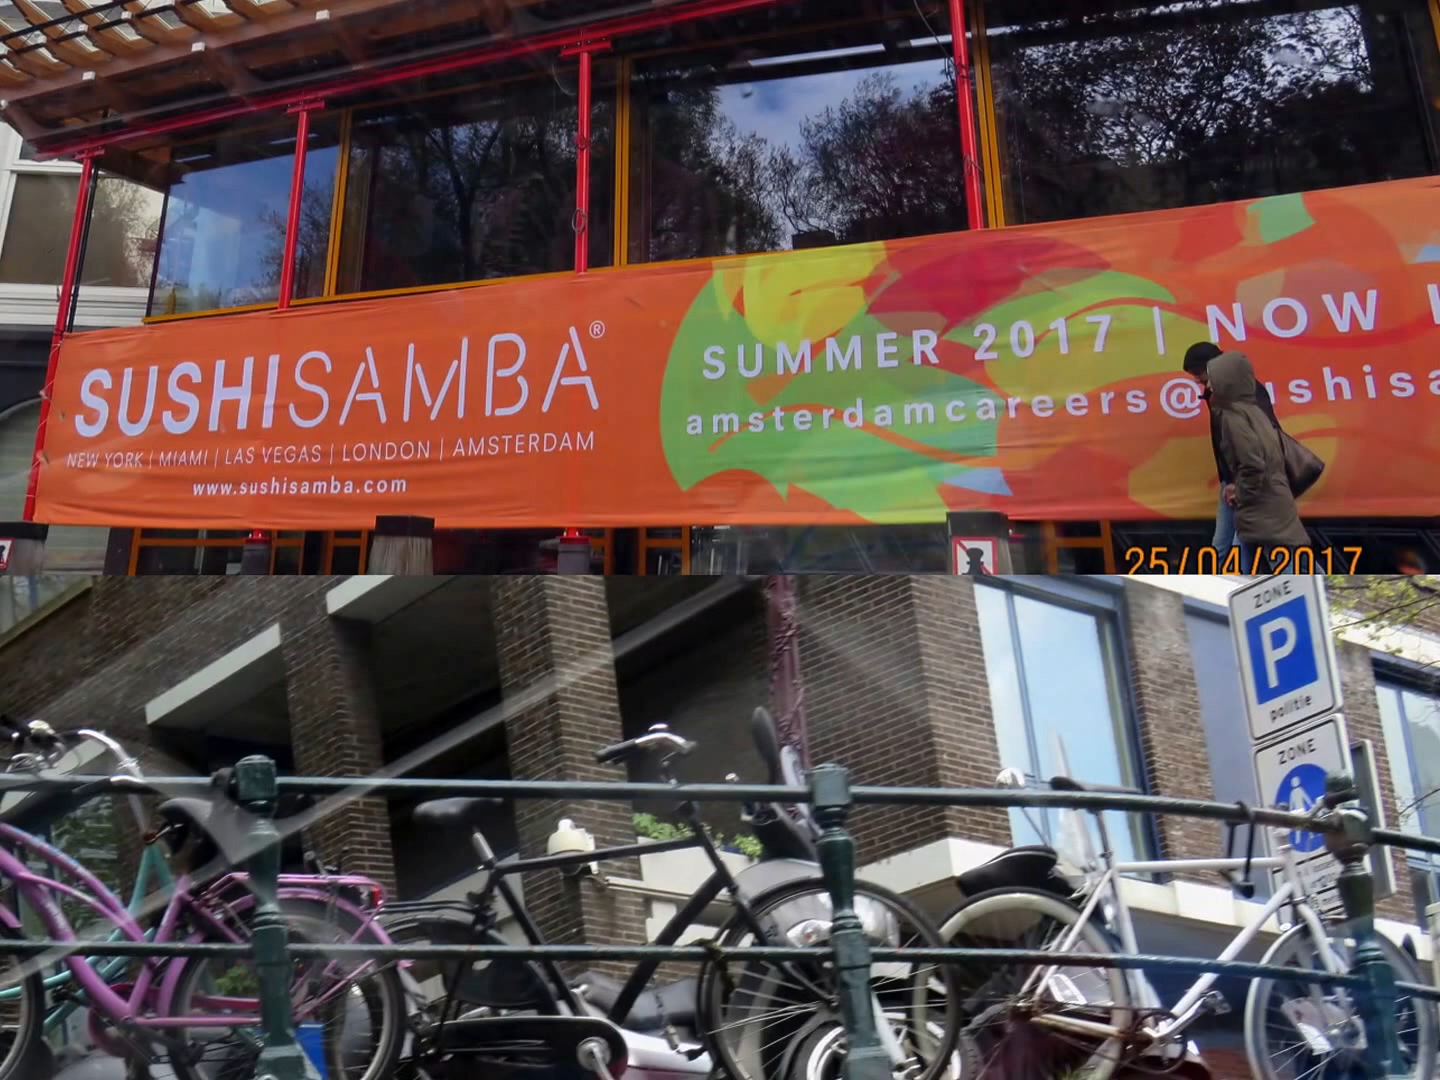 SUSHISAMBA®
NEW YORK | MIAMI | LAS VEGAS | LONDON | AMSTERDAM
www.sushisamba.com
SUMMER 2017 | NOW
amsterdamcareers@
25/04/2017
ZONE
P
politie
ZONE